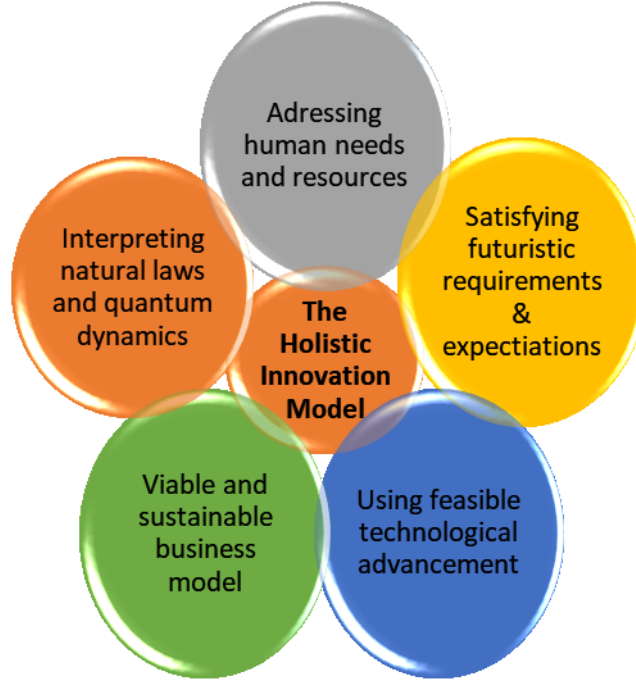 Adressing
human needs
and resources
Satisfying
futuristic
requirements
&
expectiations
Interpreting
natural laws
and quantum
dynamics
The
Holistic
Innovation
Model
Viable and
sustainable
business
model
Using feasible
technological
advancement